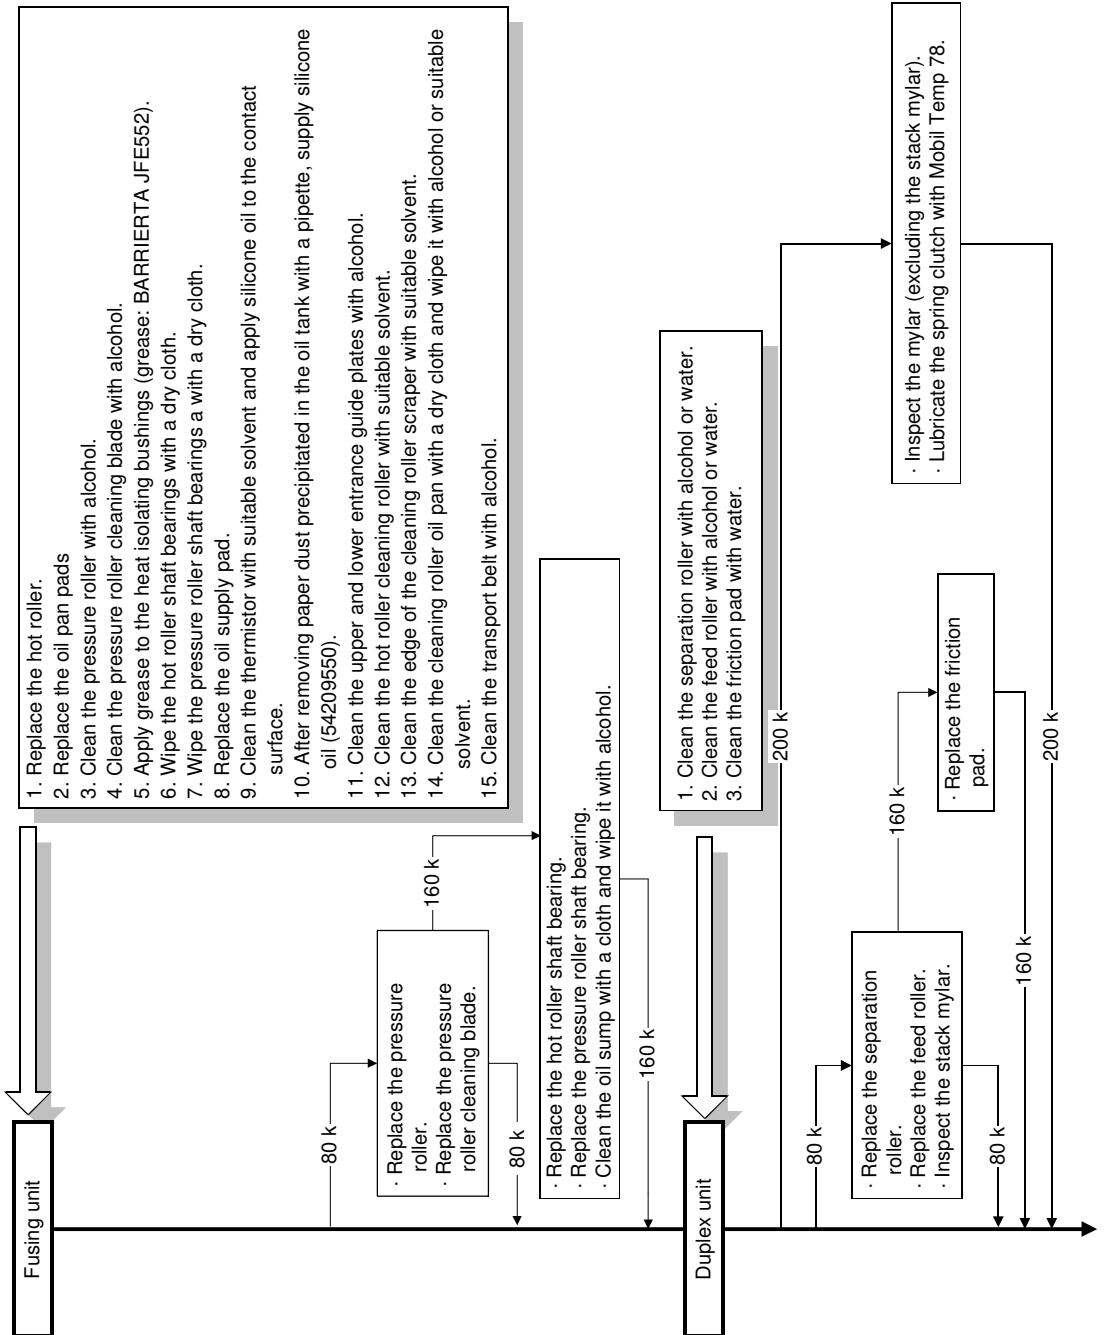 Fusing unit
1. Replace the hot roller.
2. Replace the oil pan pads
3. Clean the pressure roller with alcohol.
4. Clean the pressure roller cleaning blade with alcohol.
5. Apply grease to the heat isolating bushings (grease: BARRIERTA JFE552).
6. Wipe the hot roller shaft bearings with a dry cloth.
7. Wipe the pressure roller shaft bearings a with a dry cloth.
8. Replace the oil supply pad.
9. Clean the thermistor with suitable solvent and apply silicone oil to the contact
surface.
10. After removing paper dust precipitated in the oil tank with a pipette, supply silicone
oil (54209550).
11. Clean the upper and lower entrance guide plates with alcohol.
12. Clean the hot roller cleaning roller with suitable solvent.
13. Clean the edge of the cleaning roller scraper with suitable solvent.
14. Clean the cleaning roller oil pan with a dry cloth and wipe it with alcohol or suitable
solvent.
15. Clean the transport belt with alcohol.
80 k
· Replace the pressure
roller.
· Replace the pressure
roller cleaning blade.
160 k
80 k
· Replace the hot roller shaft bearing.
· Replace the pressure roller shaft bearing.
· Clean the oil sump with a cloth and wipe it with alcohol.
160 k
Duplex unit
1. Clean the separation roller with alcohol or water.
2. Clean the feed roller with alcohol or water.
3. Clean the friction pad with water.
200 k
80 k
· Replace the separation
roller.
· Replace the feed roller.
· Inspect the stack mylar.
160 k
· Replace the friction
pad.
· Inspect the mylar (excluding the stack mylar).
· Lubricate the spring clutch with Mobil Temp 78.
80 k
160 k
200 k